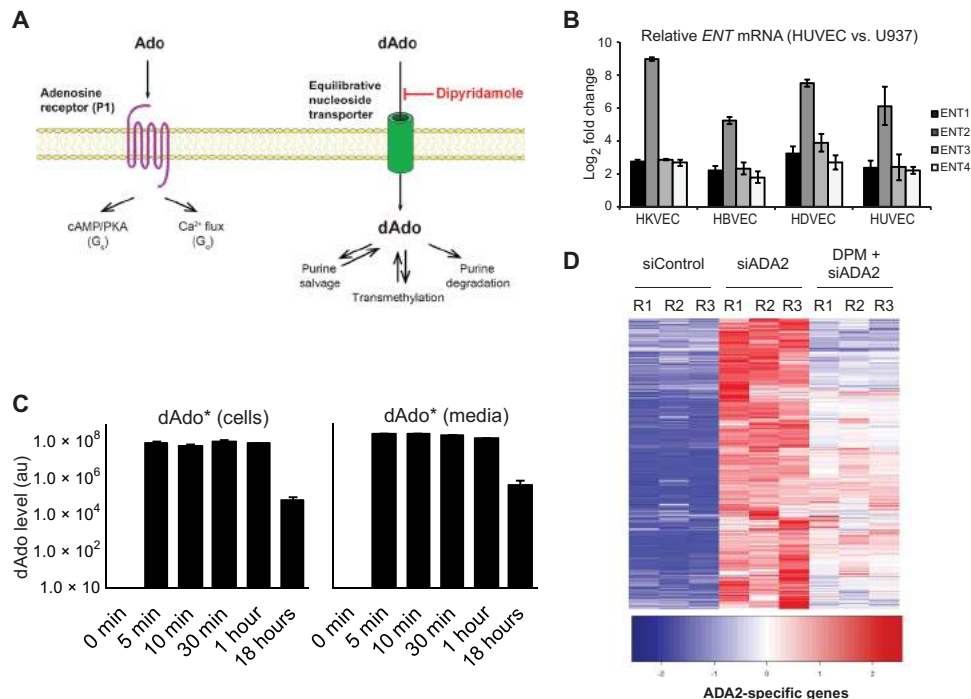 A
Ado
Adenosine
receptor (P1)
cAMP/PKA
(Gs)
Ca2+ flux
(Gq)
dAdo
Equilibrative
nucleoside
transporter
Dipyridamole
dAdo
Purine
salvage
Transmethylation
Purine
degradation
B
Relative ENT mRNA (HUVEC vs. U937)
Log2 fold change
10
8
6
4
2
0
HKVEC HBVEC HDVEC HUVEC
ENT1
ENT2
ENT3
ENT4
C
dAdo* (cells)
dAdo* (media)
dAdo level (au)
1.0 × 10^8
1.0 × 10^6
1.0 × 10^4
1.0 × 10^2
1.0 × 10
0 min 5 min 10 min 30 min 1 hour 18 hours
0 min 5 min 10 min 30 min 1 hour 18 hours
D
siControl siADA2 DPM + siADA2
R1 R2 R3 R1 R2 R3 R1 R2 R3
-2 -1 0 1 2
ADA2-specific genes